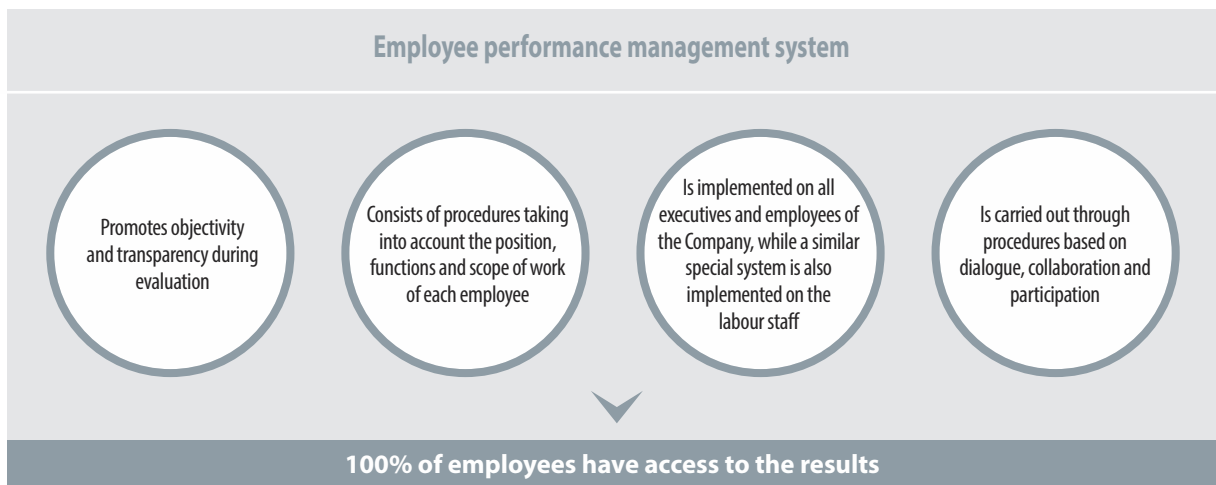 Employee performance management system
Promotes objectivity
and transparency during
evaluation
Consists of procedures taking
into account the position,
functions and scope of work
of each employee
Is implemented on all
executives and employees of
the Company, while a similar
special system is also
implemented on the
labour staff
Is carried out through
procedures based on
dialogue, collaboration and
participation
100% of employees have access to the results